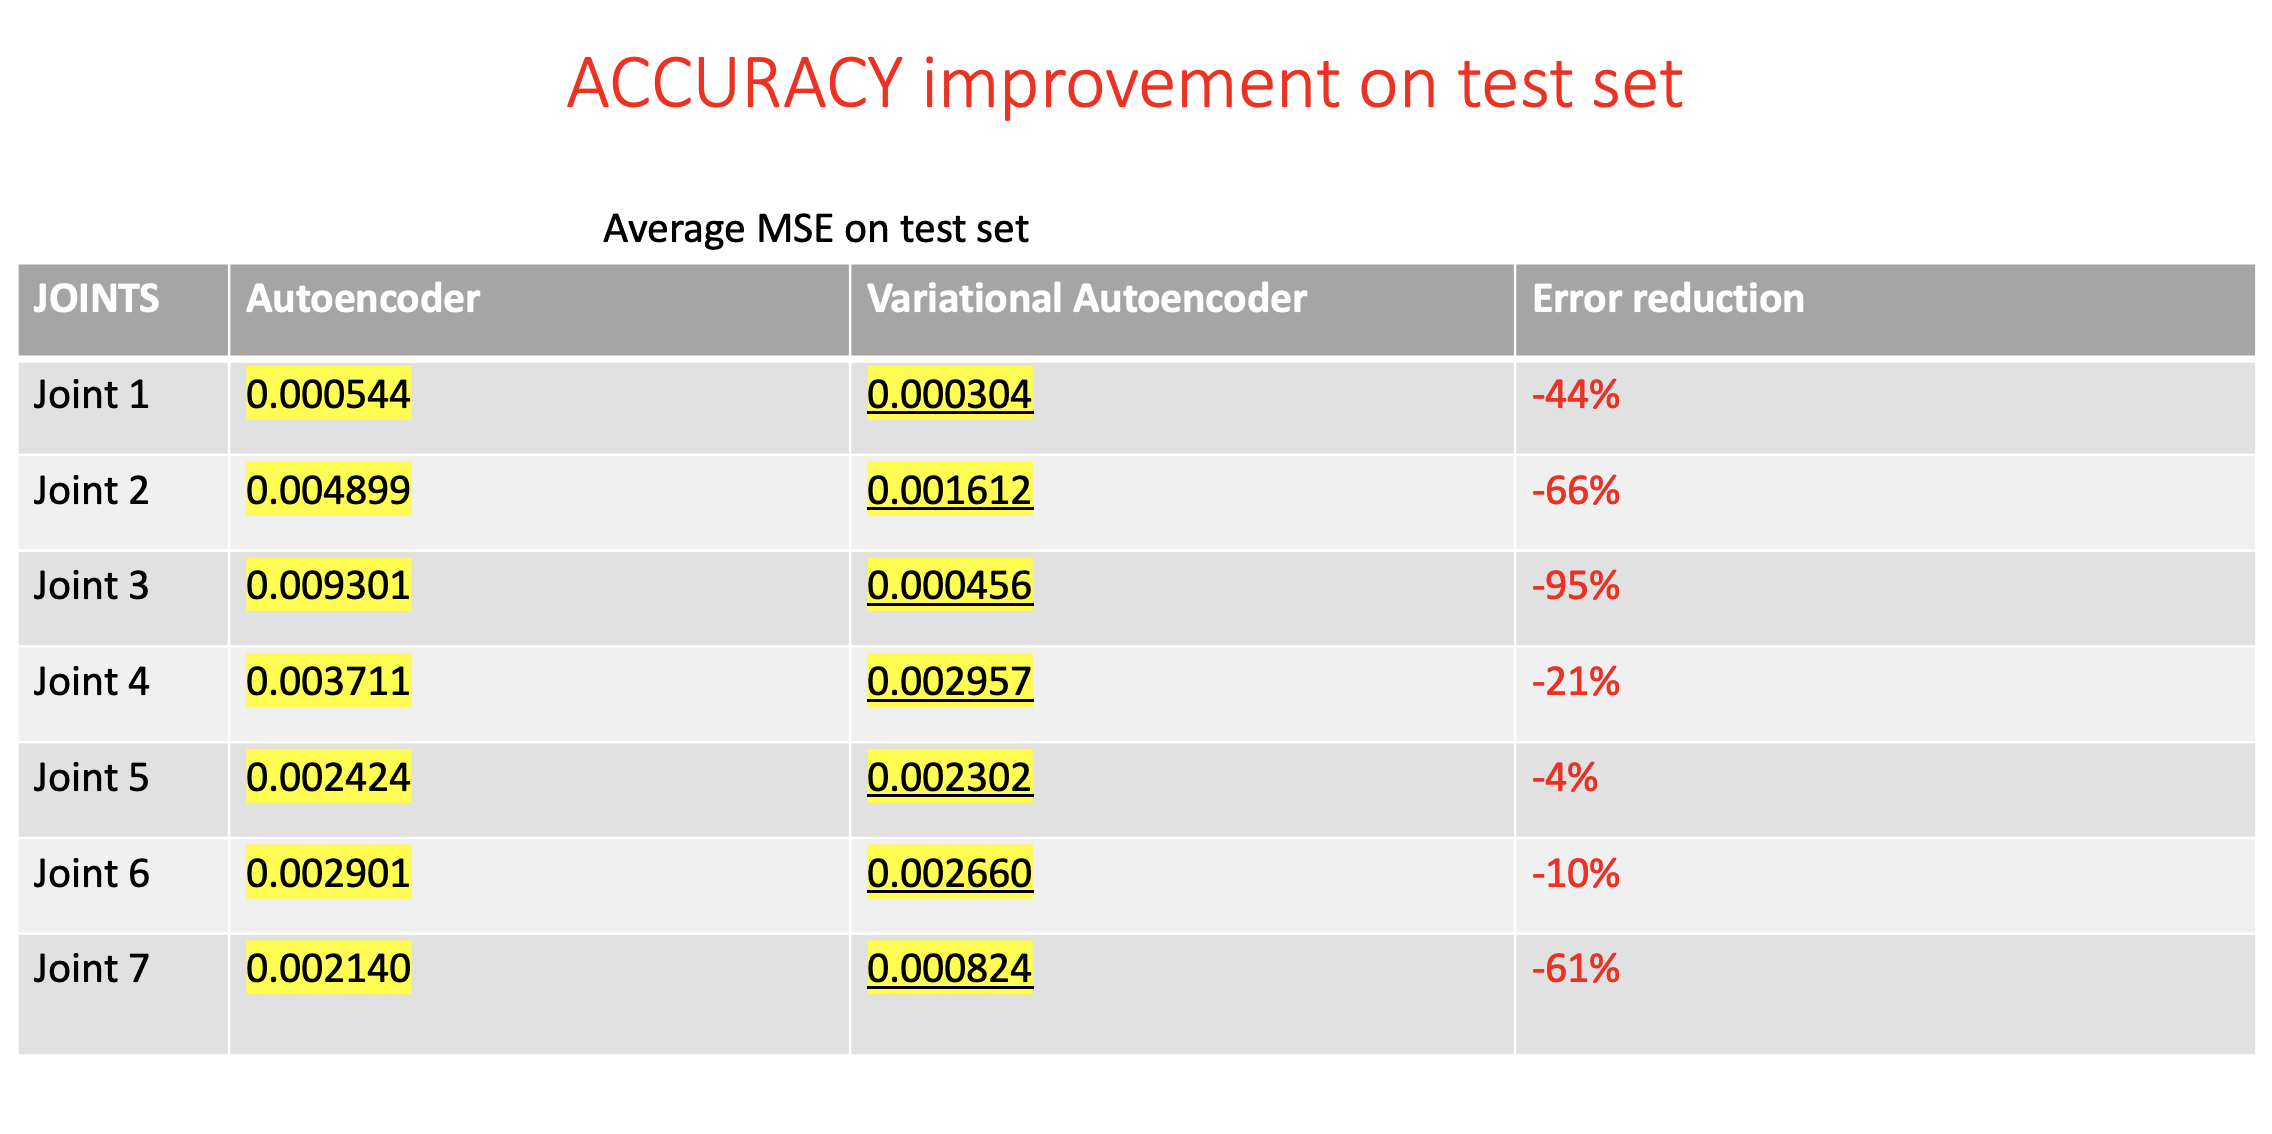 ACCURACY improvement on test set
Average MSE on test set
JOINTS Autoencoder Variational Autoencoder Error reduction
Joint 1 0.000544 0.000304 -44%
Joint 2 0.004899 0.001612 -66%
Joint 3 0.009301 0.000456 -95%
Joint 4 0.003711 0.002957 -21%
Joint 5 0.002424 0.002302 -4%
Joint 6 0.002901 0.002660 -10%
Joint 7 0.002140 0.000824 -61%